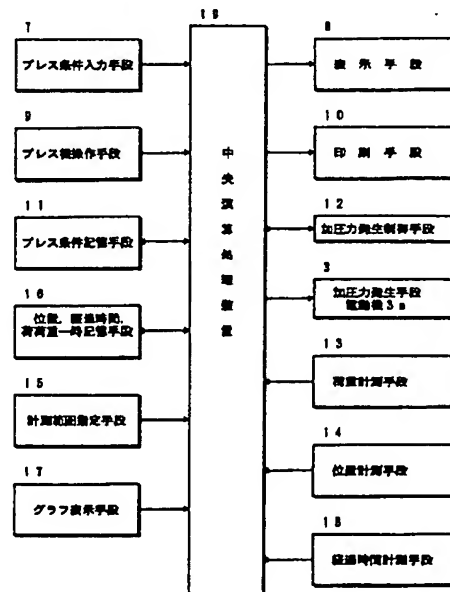 19
7
プレス条件入力手段
9
プレス機操作手段
11
プレス条件記憶手段
16
位置、経過時間、
荷重一時記憶手段
15
計測範囲指定手段
17
グラフ表示手段
中央演算処理装置
8
表示手段
10
印刷手段
12
加圧力発生制御手段
3
加圧力発生手段
電動機3a
13
荷重計測手段
14
位置計測手段
18
経過時間計測手段